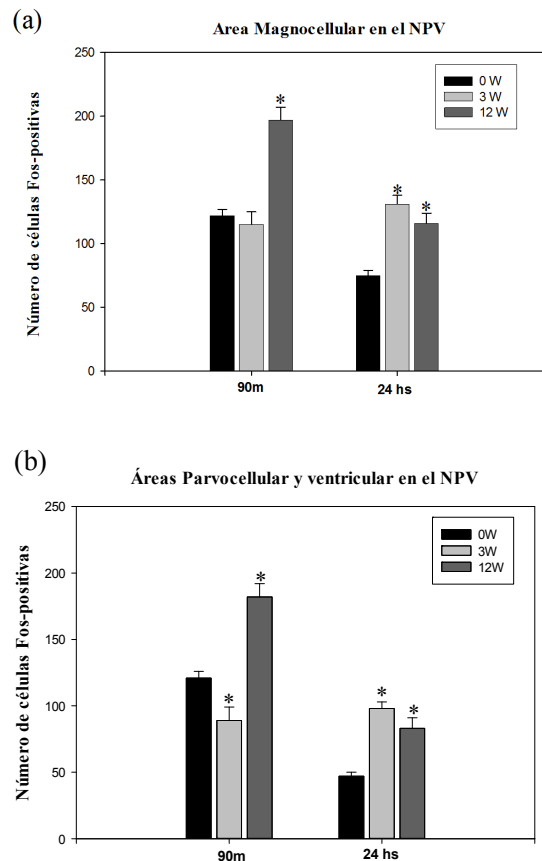 (a)
Area Magnocellular en el NPV
Número de células Fos-positivas
250
200
150
100
50
0
0 W
3 W
12 W
*
*
*
90m
24 hs
(b)
Áreas Parvocellular y ventricular en el NPV
Número de células Fos-positivas
250
200
150
100
50
0
0W
3W
12W
*
*
*
*
90m
24 hs